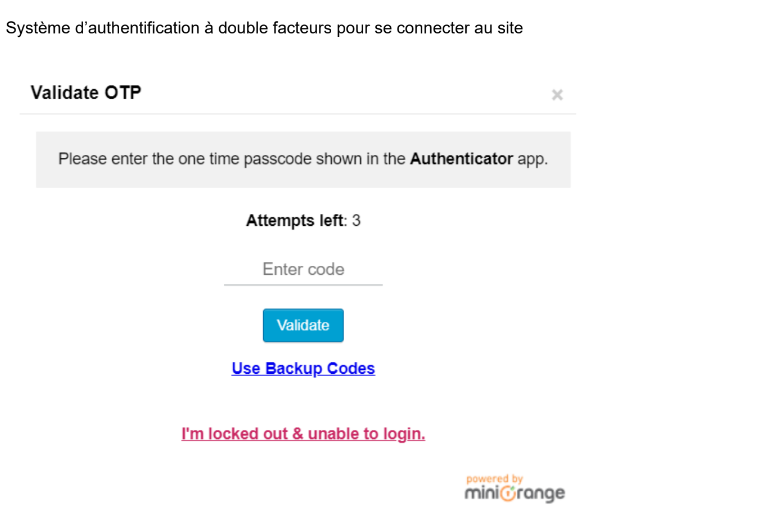 Système d’authentification à double facteurs pour se connecter au site
Validate OTP
×
Please enter the one time passcode shown in the Authenticator app.
Attempts left: 3
Enter code
Validate
Use Backup Codes
I'm locked out & unable to login.
powered by
miniOrange